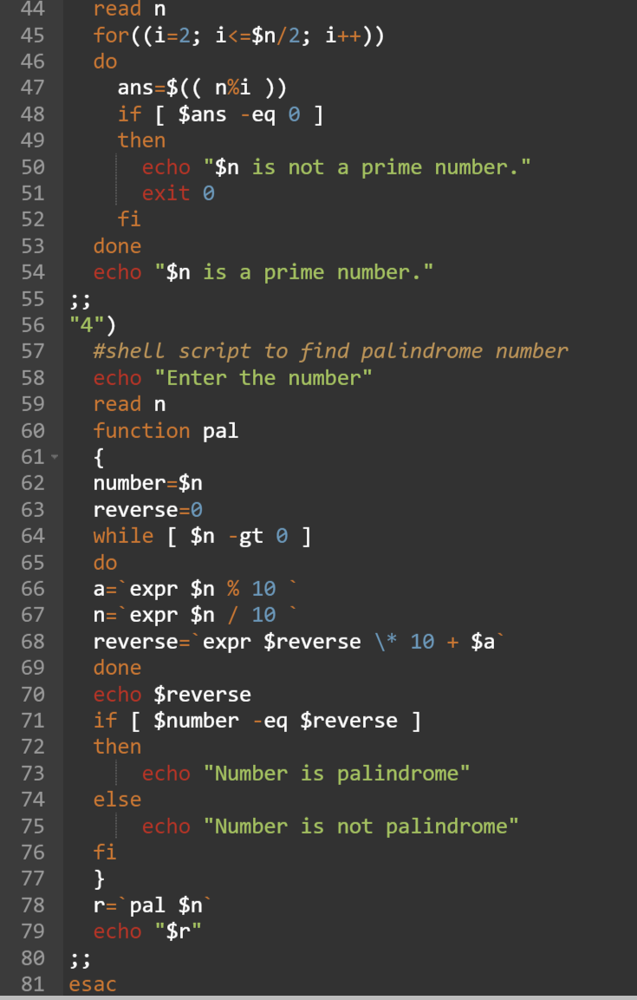 44 read n
45 for((i=2; i<=$n/2; i++))
46 do
47 ans=$(( n%i ))
48 if [ $ans -eq 0 ]
49 then
50 echo "$n is not a prime number."
51 exit 0
52 fi
53 done
54 echo "$n is a prime number."
55 ;;
56 "4")
57 #shell script to find palindrome number
58 echo "Enter the number"
59 read n
60 function pal
61 {
62 number=$n
63 reverse=0
64 while [ $n -gt 0 ]
65 do
66 a=`expr $n % 10 `
67 n=`expr $n / 10 `
68 reverse=`expr $reverse \* 10 + $a`
69 done
70 echo $reverse
71 if [ $number -eq $reverse ]
72 then
73 echo "Number is palindrome"
74 else
75 echo "Number is not palindrome"
76 fi
77 }
78 r=`pal $n`
79 echo "$r"
80 ;;
81 esac